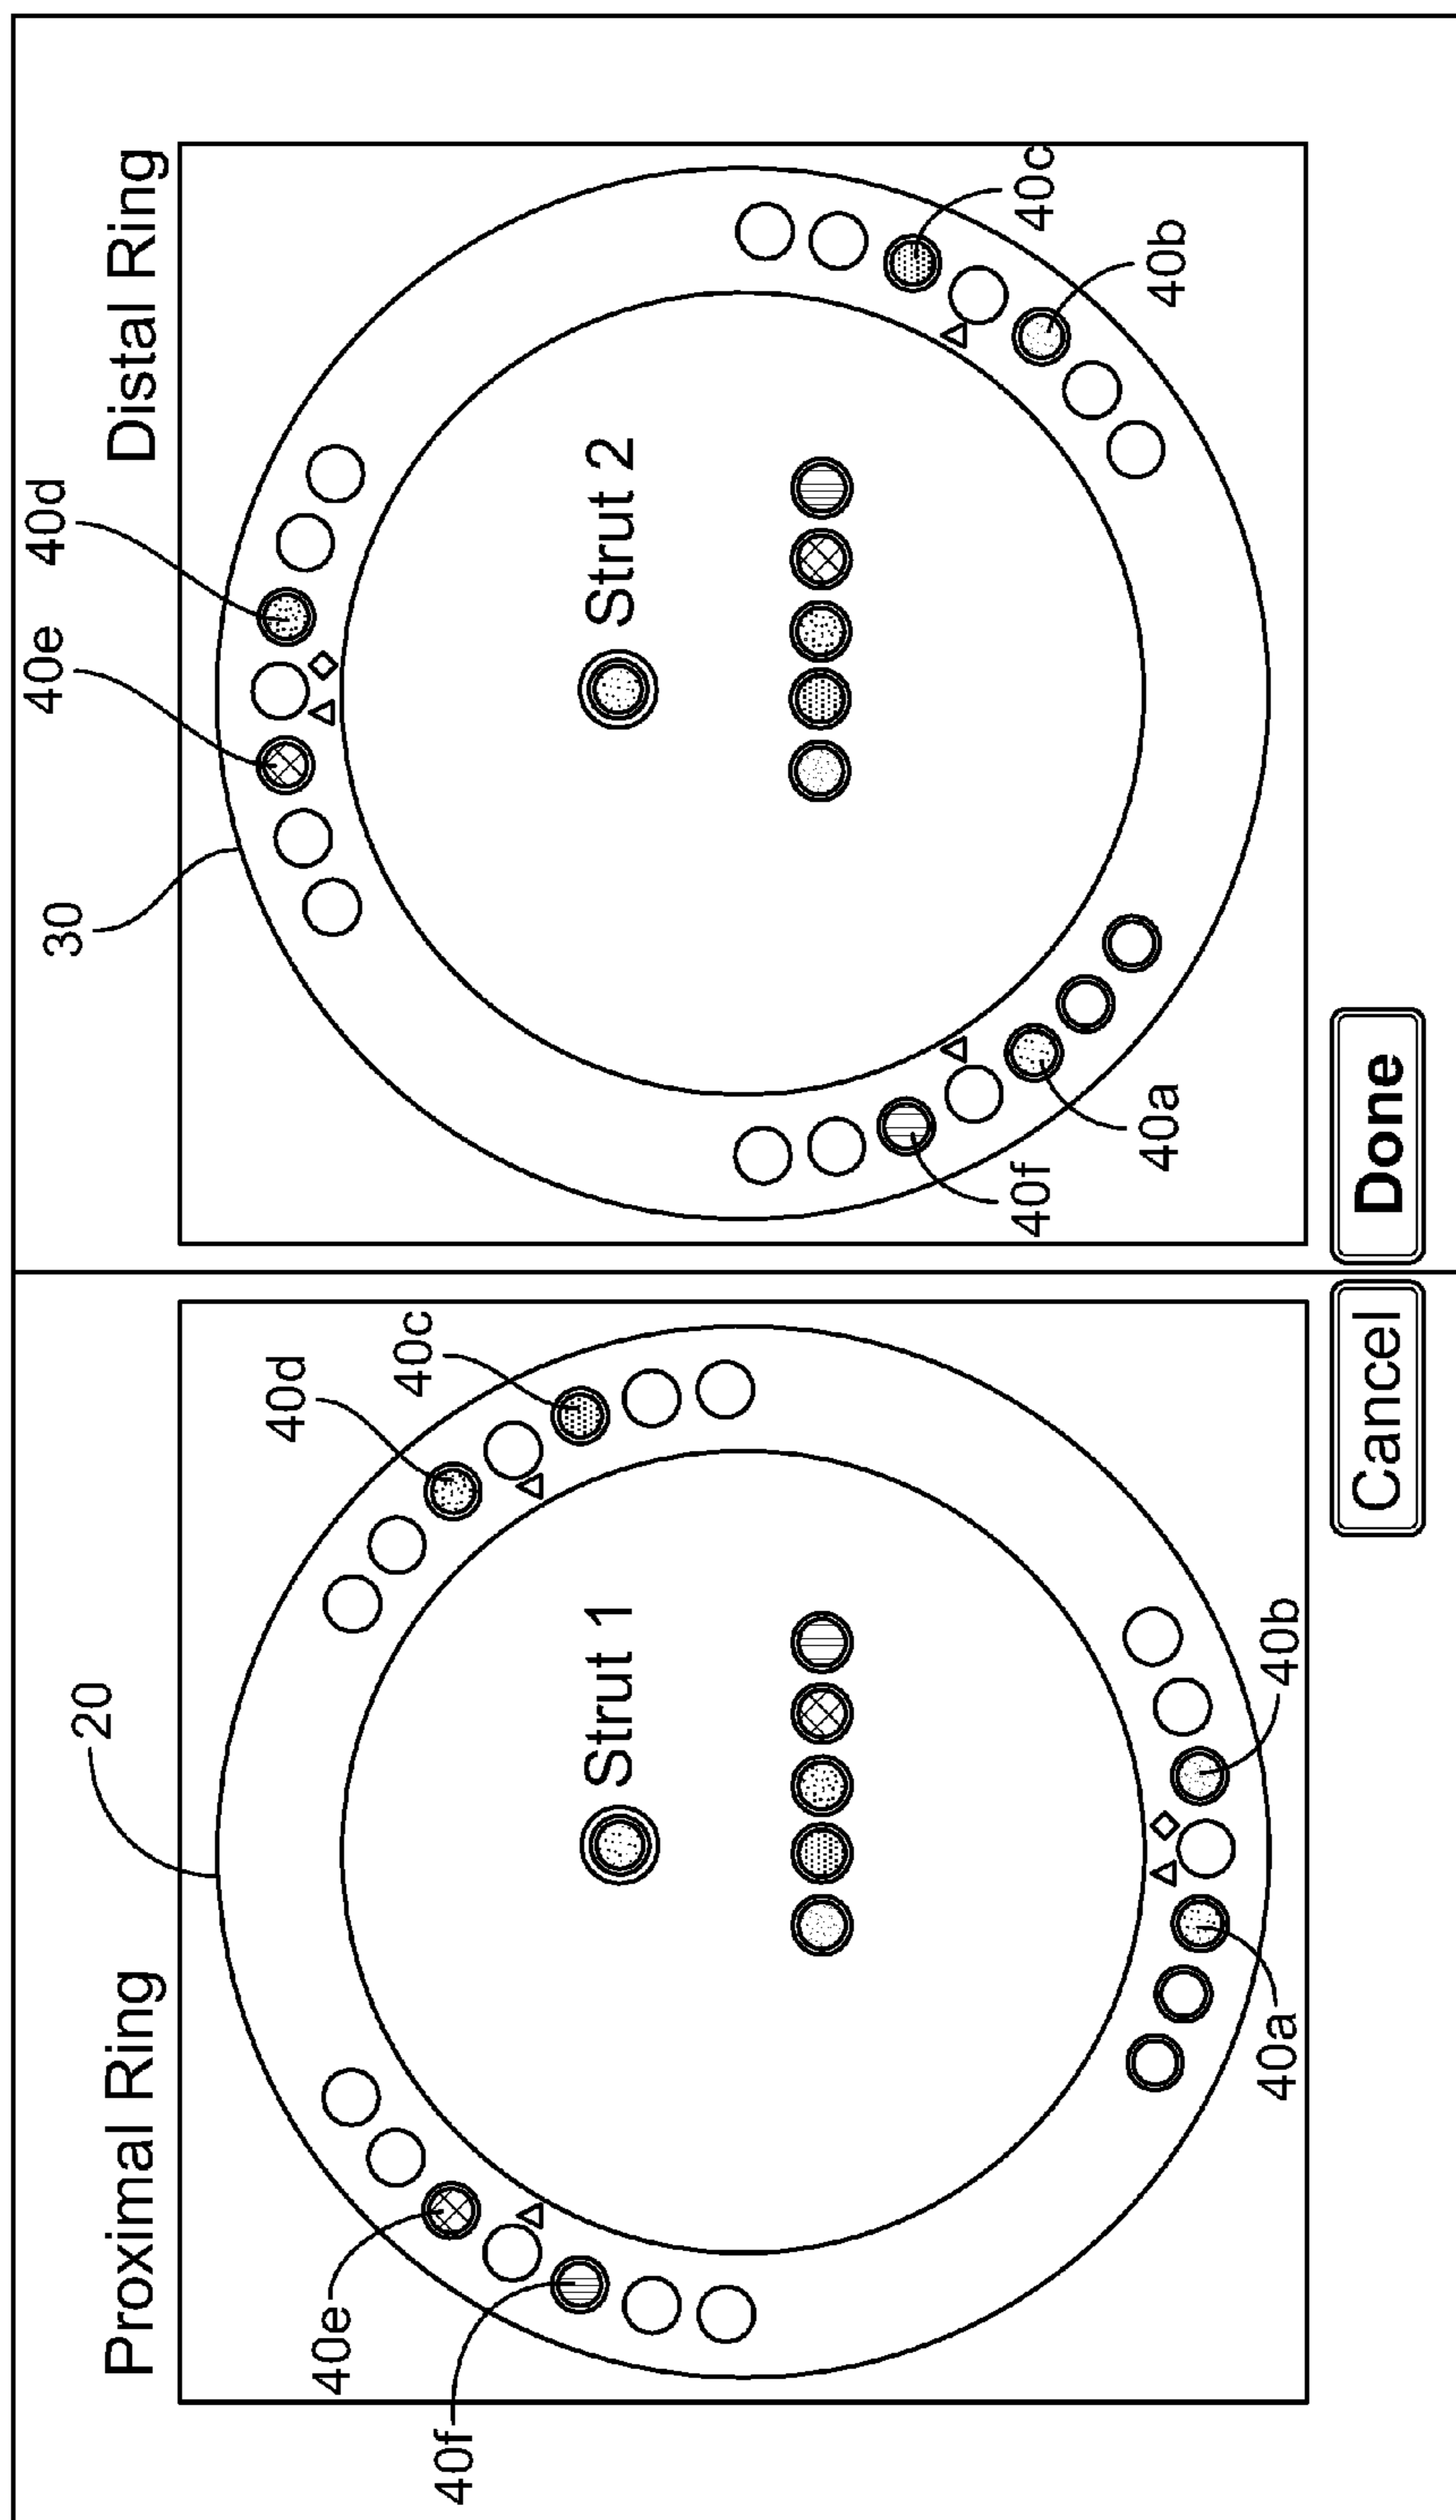 Proximal Ring
20
40d
40c
40e
40f
Strut 1
40a
40b
Distal Ring
30
40e
40d
Strut 2
40f
40a
40b
40c
Cancel
Done